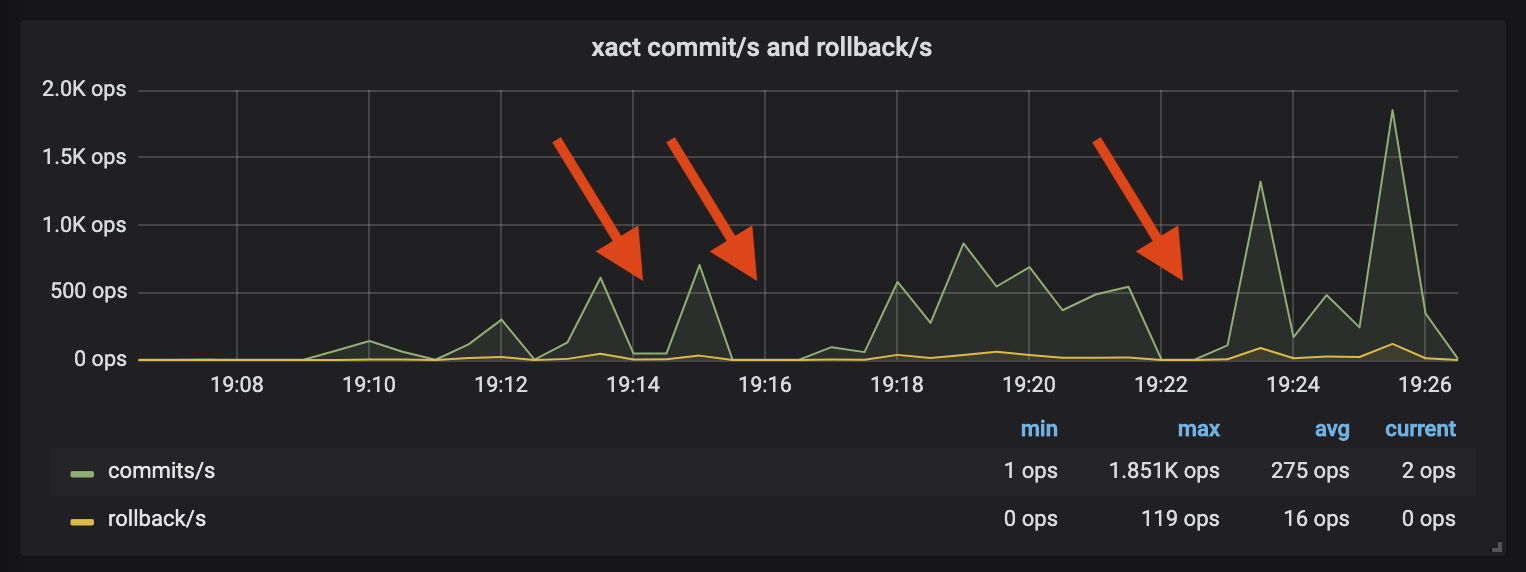 xact commit/s and rollback/s
2.0K ops
1.5K ops
1.0K ops
500 ops
0 ops
19:08 19:10 19:12 19:14 19:16 19:18 19:20 19:22 19:24 19:26
min max avg current
commits/s 1 ops 1.851K ops 275 ops 2 ops
rollback/s 0 ops 119 ops 16 ops 0 ops